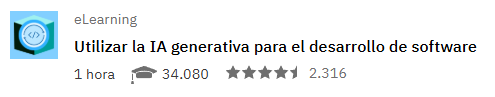 eLearning
Utilizar la IA generativa para el desarrollo de software
1 hora 34.080 2.316